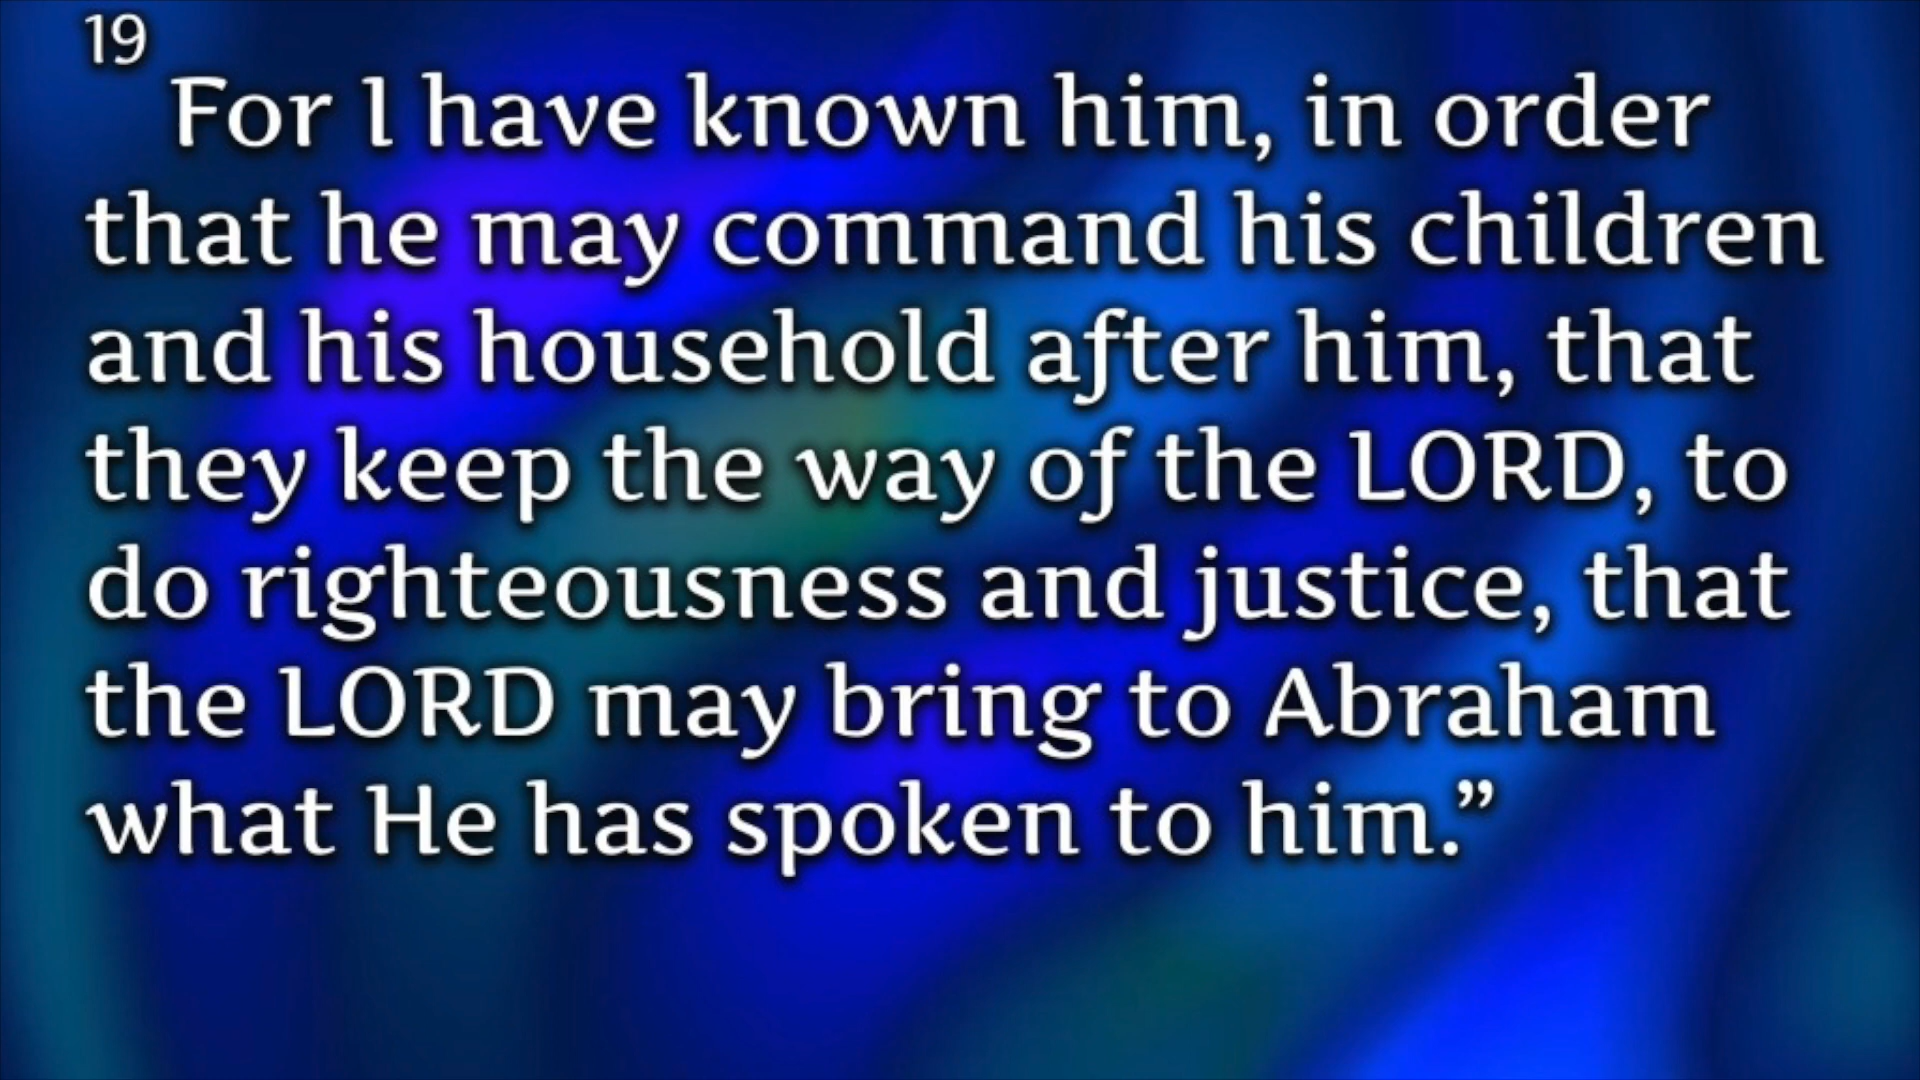 19
For I have known him, in order
that he may command his children
and his household after him, that
they keep the way of the LORD, to
do righteousness and justice, that
the LORD may bring to Abraham
what He has spoken to him.”